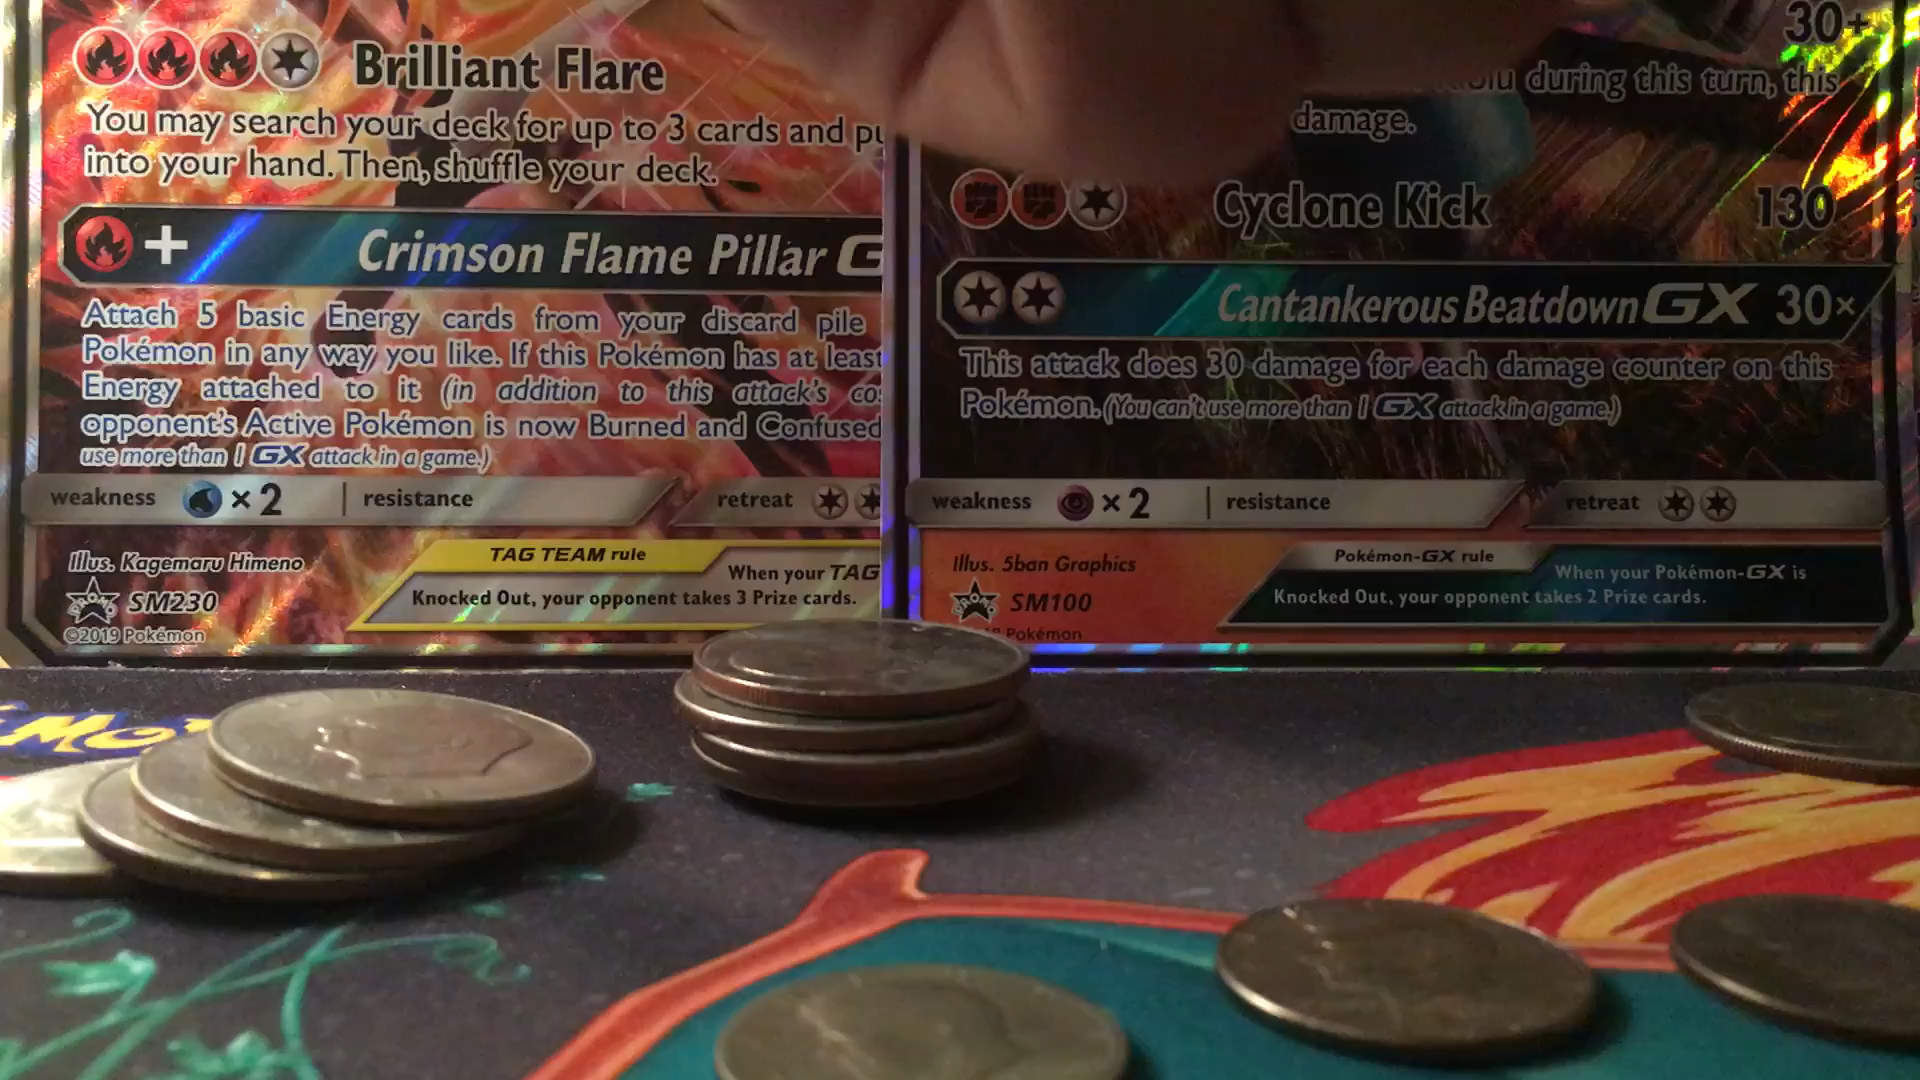 Brilliant Flare
You may search your deck for up to 3 cards and pu
into your hand. Then, shuffle your deck.
+ Crimson Flame Pillar G
Attach 5 basic Energy cards from your discard pile
Pokémon in any way you like. If this Pokémon has at least
Energy attached to it (in addition to this attack's co
opponent's Active Pokémon is now Burned and Confused
use more than 1 GX attack in a game.)
weakness ×2 resistance retreat
Illus. Kagemaru Himeno
TAG TEAM rule
When your TAG
Knocked Out, your opponent takes 3 Prize cards.
SM230
©2019 Pokémon
30+
during this turn, this
damage.
Cyclone Kick 130
Cantankerous Beatdown GX 30×
This attack does 30 damage for each damage counter on this
Pokémon. (You can't use more than 1 GX attack in a game.)
weakness ×2 resistance retreat
Illus. 5ban Graphics
Pokémon-GX rule
When your Pokémon-GX is
Knocked Out, your opponent takes 2 Prize cards.
SM100
Pokémon